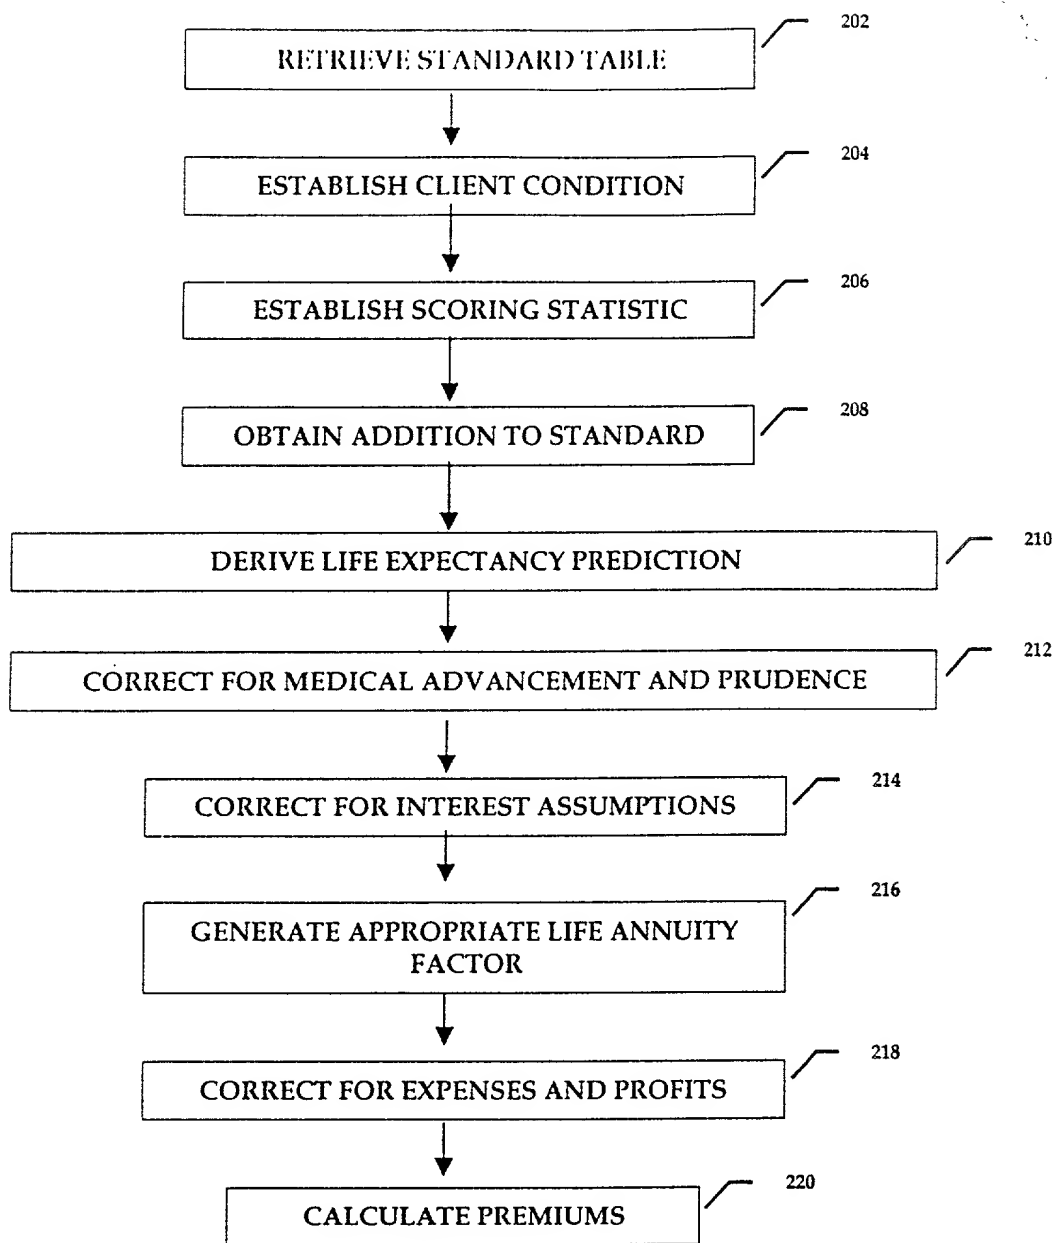 202
RETRIEVE STANDARD TABLE
204
ESTABLISH CLIENT CONDITION
206
ESTABLISH SCORING STATISTIC
208
OBTAIN ADDITION TO STANDARD
210
DERIVE LIFE EXPECTANCY PREDICTION
212
CORRECT FOR MEDICAL ADVANCEMENT AND PRUDENCE
214
CORRECT FOR INTEREST ASSUMPTIONS
216
GENERATE APPROPRIATE LIFE ANNUITY
FACTOR
218
CORRECT FOR EXPENSES AND PROFITS
220
CALCULATE PREMIUMS